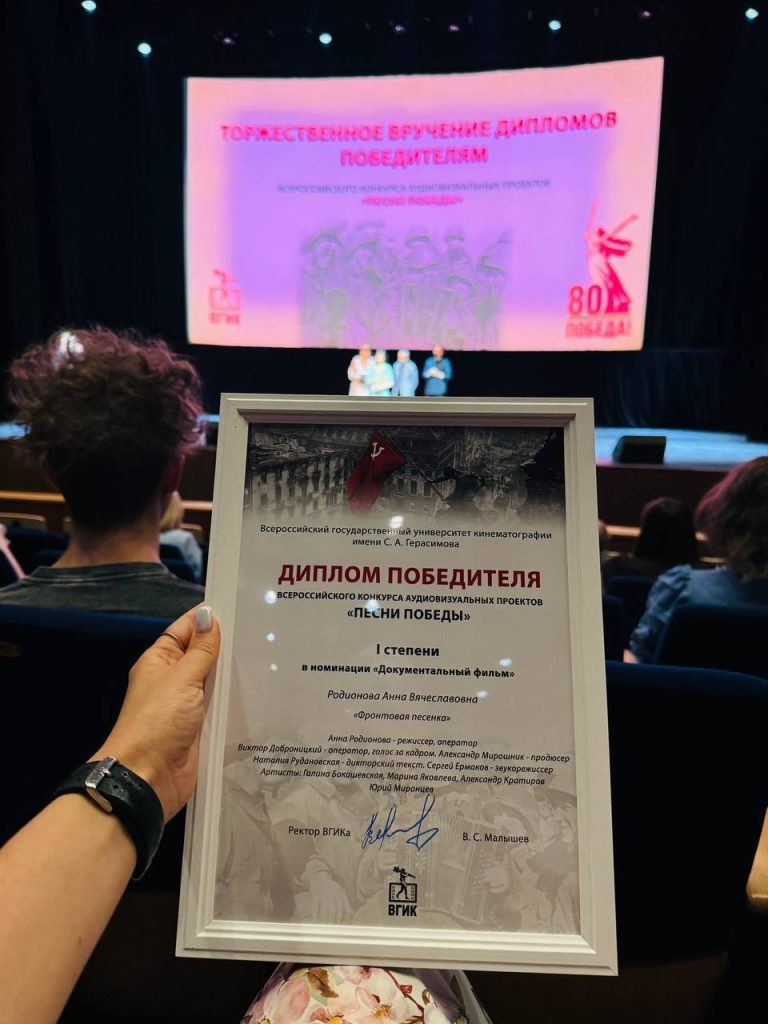 ТОРЖЕСТВЕННОЕ ВРУЧЕНИЕ ДИПЛОМОВ
ПОБЕДИТЕЛЯМ
ВСЕРОССИЙСКОГО КОНКУРСА АУДИОВИЗУАЛЬНЫХ ПРОЕКТОВ
«ПЕСНИ ПОБЕДЫ»
ВГИК
80
ПОБЕДА!
Всероссийский государственный университет кинематографии
имени С. А. Герасимова
ДИПЛОМ ПОБЕДИТЕЛЯ
ВСЕРОССИЙСКОГО КОНКУРСА АУДИОВИЗУАЛЬНЫХ ПРОЕКТОВ
«ПЕСНИ ПОБЕДЫ»
I степени
в номинации «Документальный фильм»
Родионова Анна Вячеславовна
«Фронтовая песенка»
Анна Родионова - режиссер, оператор
Виктор Доброницкий - оператор, голос за кадром. Александр Мирошник - продюсер
Наталия Рудановская - дикторский текст. Сергей Ермаков - звукорежиссер
Артисты: Галина Бокашевская, Марина Яковлева, Александр Кратиров
Юрий Миронцев
Ректор ВГИКа В. С. Малышев
ВГИК